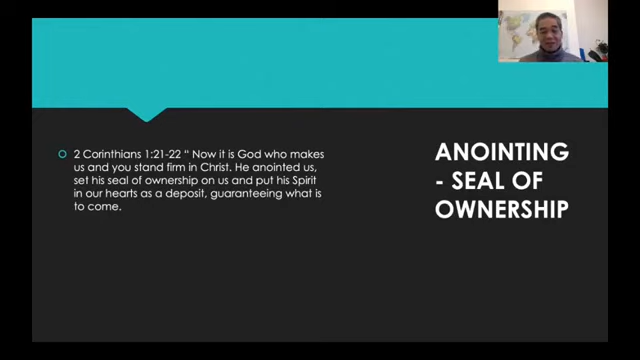 2 Corinthians 1:21-22 “ Now it is God who makes
us and you stand firm in Christ. He anointed us,
set his seal of ownership on us and put his Spirit
in our hearts as a deposit, guaranteeing what is
to come.
ANOINTING
- SEAL OF
OWNERSHIP